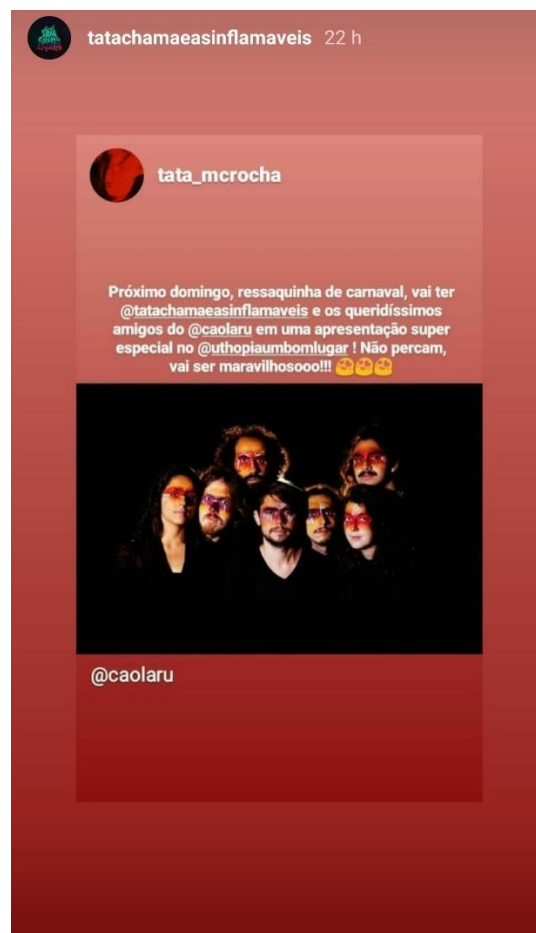 tatachamaeasinflamaveis 22 h
tata_mcrocha
Próximo domingo, ressaquinha de carnaval, vai ter
@tatachamaeasinflamaveis e os queridíssimos
amigos do @caolaru em uma apresentação super
especial no @uthopiaumbomlugar ! Não percam,
vai ser maravilhosooo!!! 😍😍😍
@caolaru